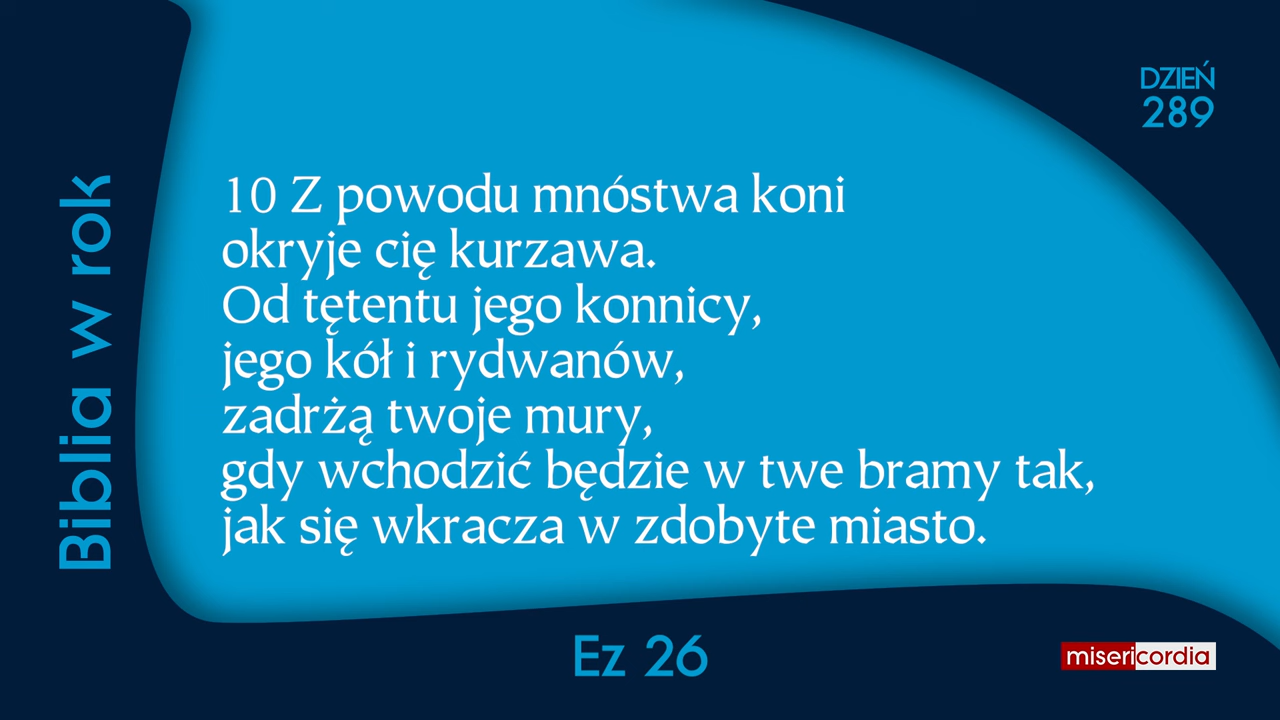 DZIEŃ
289
Biblia w rok
10 Z powodu mnóstwa koni
okryje cię kurzawa.
Od tętentu jego konnicy,
jego kół i rydwanów,
zadrżą twoje mury,
gdy wchodzić będzie w twe bramy tak,
jak się wkracza w zdobyte miasto.
Ez 26
misericordia